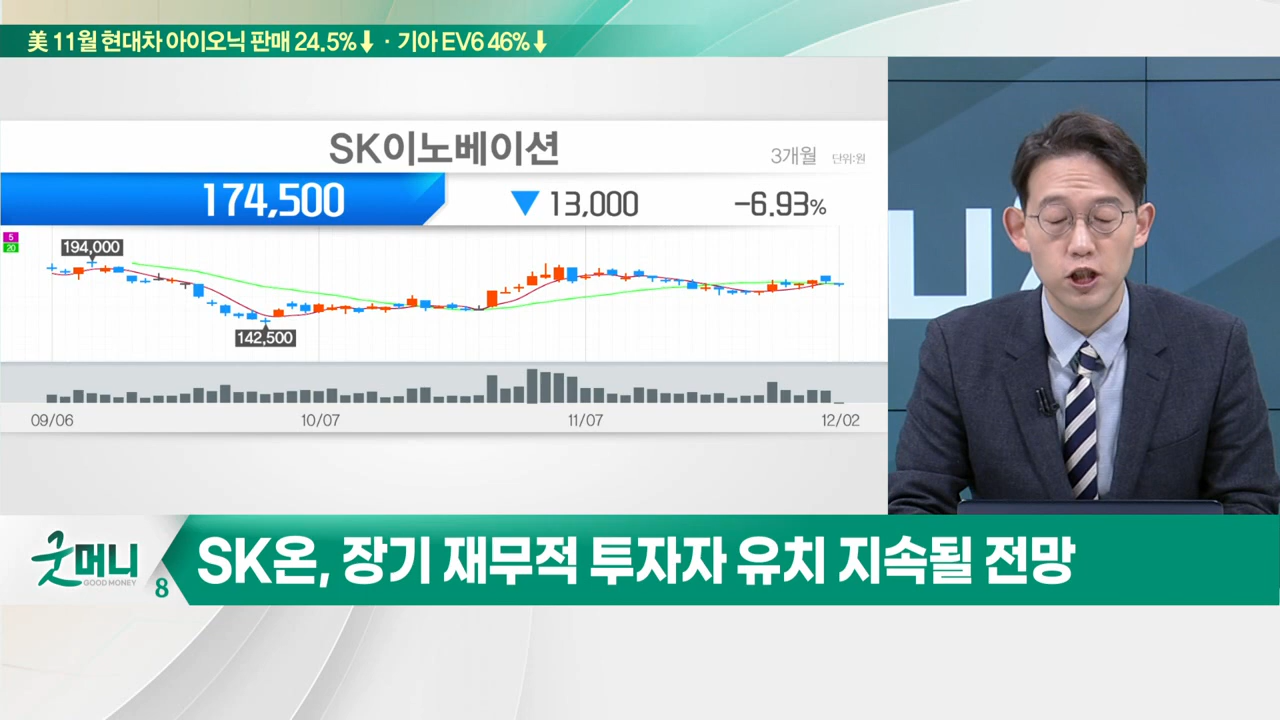 美 11월 현대차 아이오닉 판매 24.5%⬇ · 기아 EV6 46%⬇
SK이노베이션
3개월 단위:원
174,500 ▼ 13,000 -6.93%
5
20
194,000
142,500
09/06 10/07 11/07 12/02
굿머니
GOOD MONEY
8
SK온, 장기 재무적 투자자 유치 지속될 전망